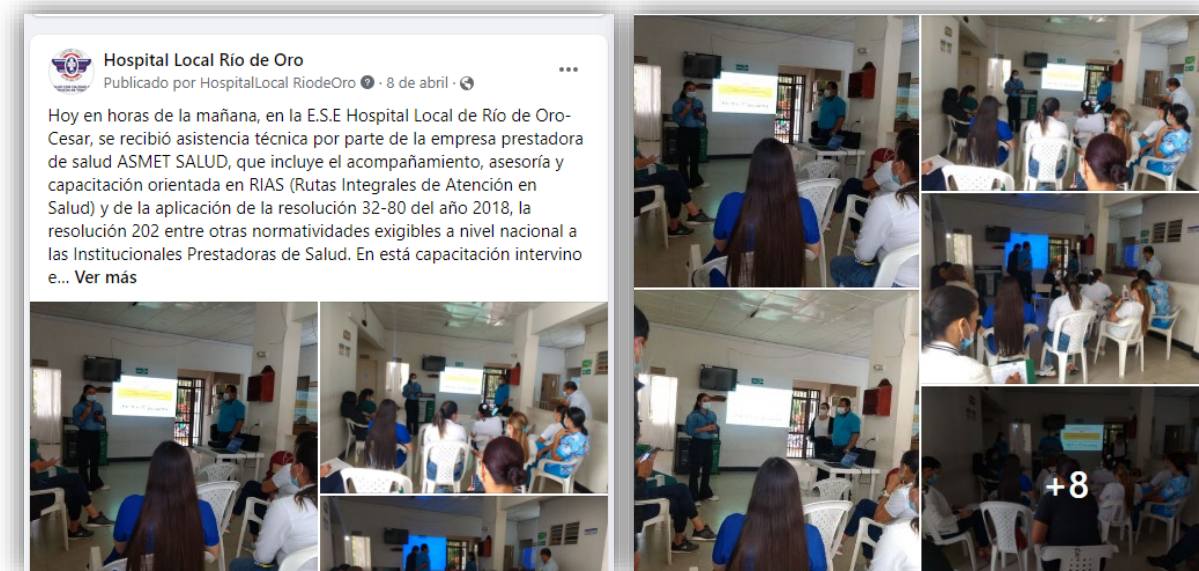 Hospital Local Río de Oro
Publicado por HospitalLocal RiodeOro · 8 de abril ·
Hoy en horas de la mañana, en la E.S.E Hospital Local de Río de Oro-
Cesar, se recibió asistencia técnica por parte de la empresa prestadora
de salud ASMET SALUD, que incluye el acompañamiento, asesoría y
capacitación orientada en RIAS (Rutas Integrales de Atención en
Salud) y de la aplicación de la resolución 32-80 del año 2018, la
resolución 202 entre otras normatividades exigibles a nivel nacional a
las Institucionales Prestadoras de Salud. En está capacitación intervino
e... Ver más
+8